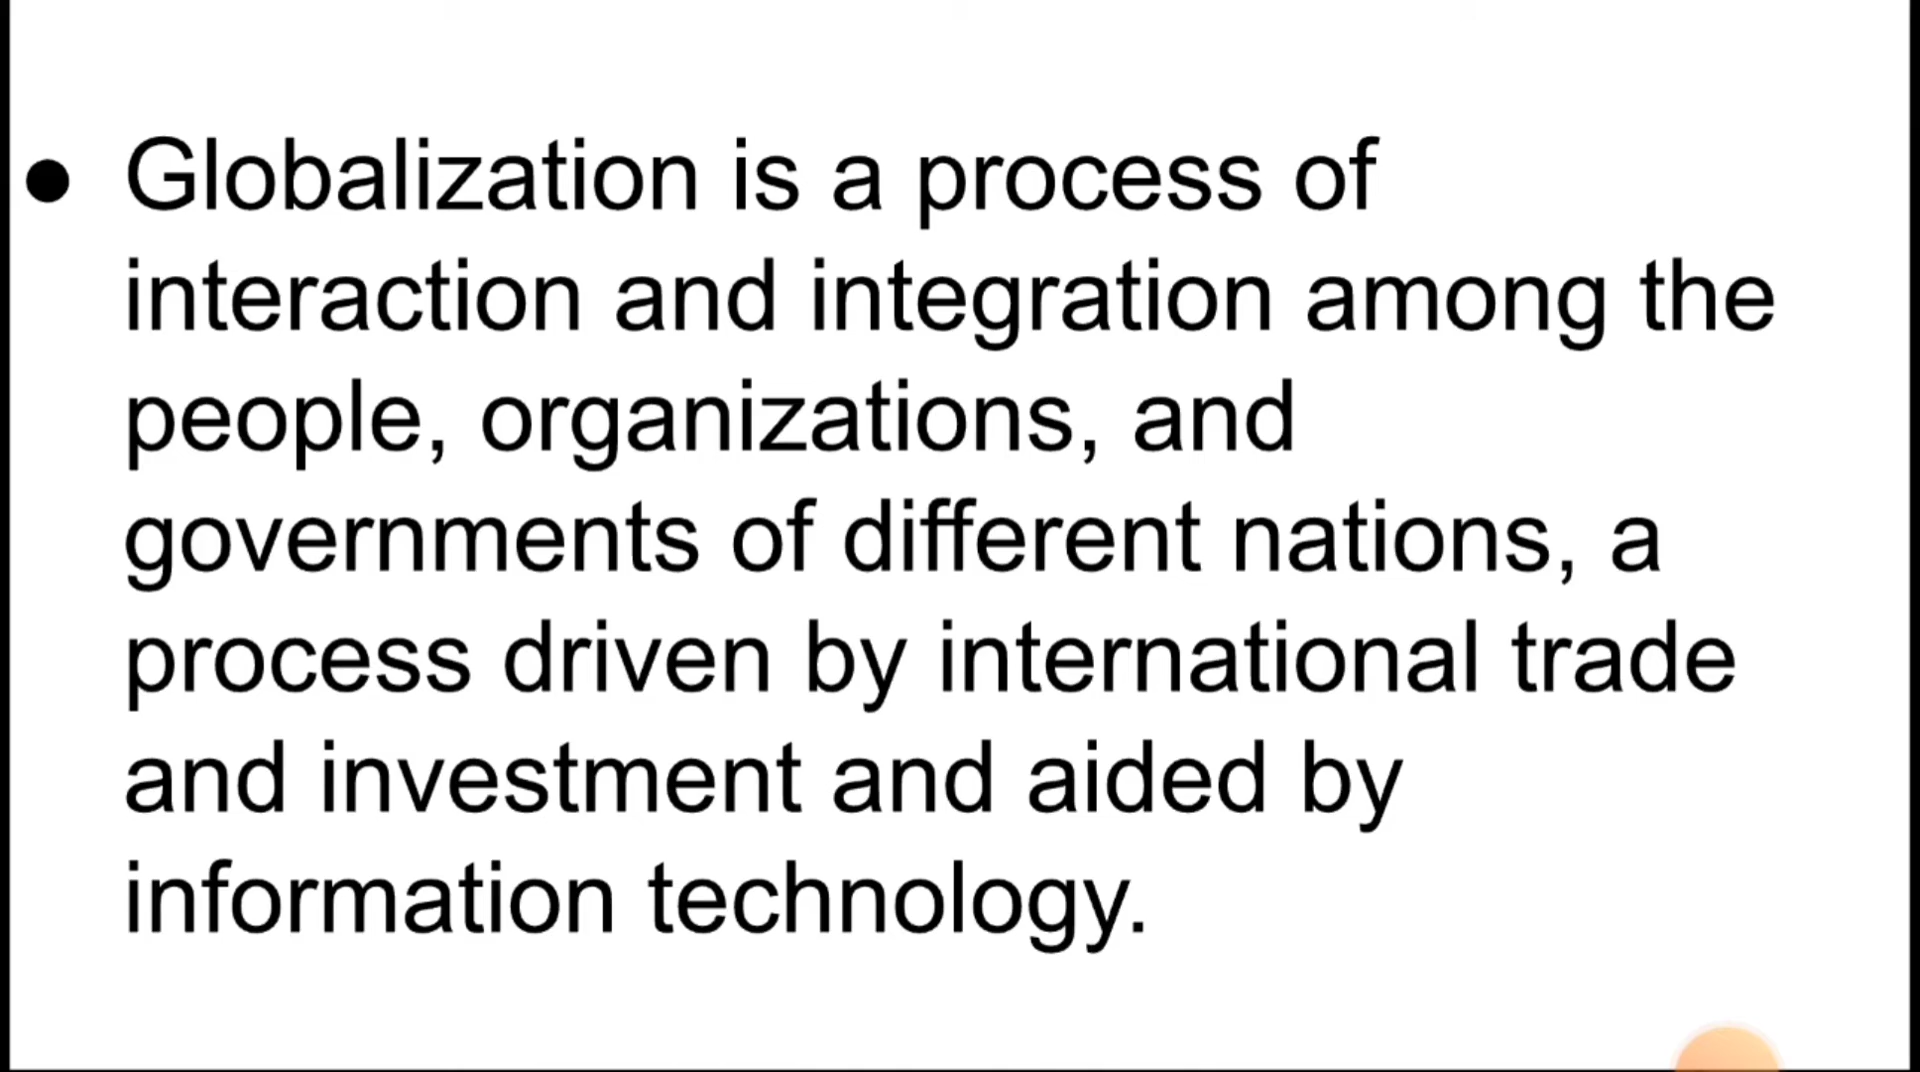 ● Globalization is a process of
interaction and integration among the
people, organizations, and
governments of different nations, a
process driven by international trade
and investment and aided by
information technology.